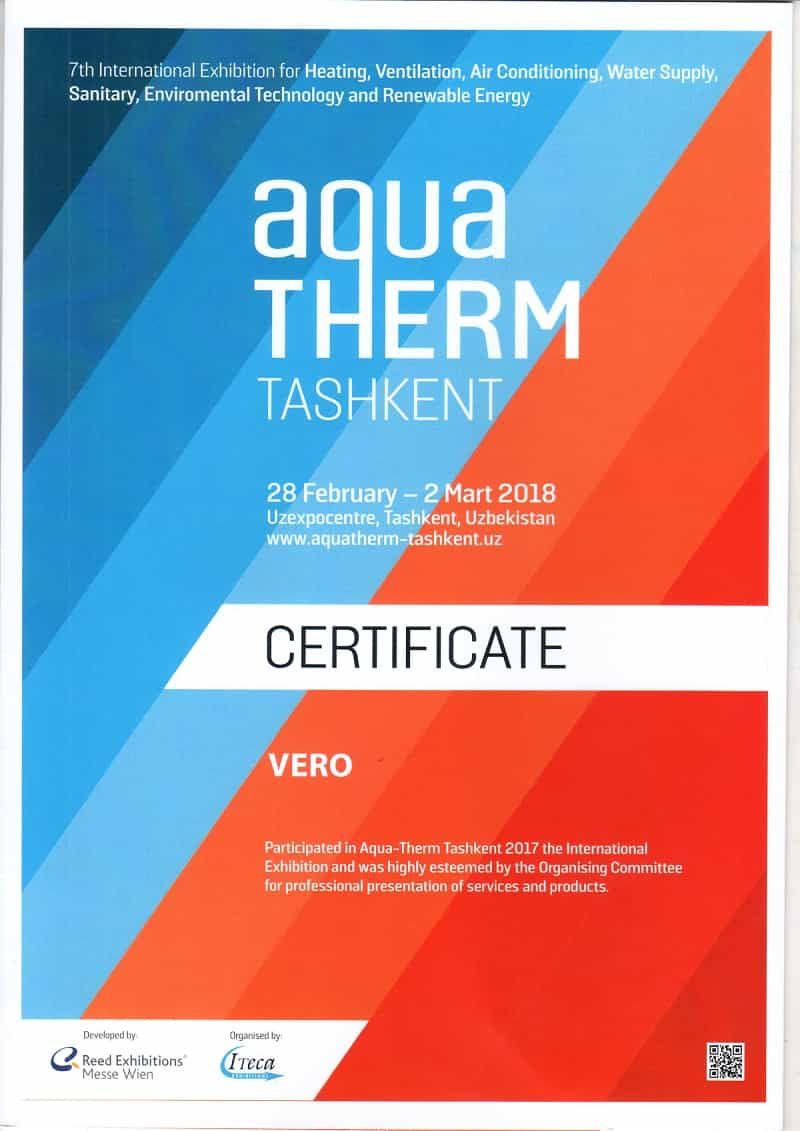 7th International Exhibition for Heating, Ventilation, Air Conditioning, Water Supply,
Sanitary, Enviromental Technology and Renewable Energy
aqua
THERM
TASHKENT
28 February – 2 Mart 2018
Uzexpocentre, Tashkent, Uzbekistan
www.aquatherm-tashkent.uz
CERTIFICATE
VERO
Participated in Aqua-Therm Tashkent 2017 the International
Exhibition and was highly esteemed by the Organising Committee
for professional presentation of services and products.
Developed by:
Organised by:
Reed Exhibitions®
Messe Wien
ITECA
EXHIBITIONS